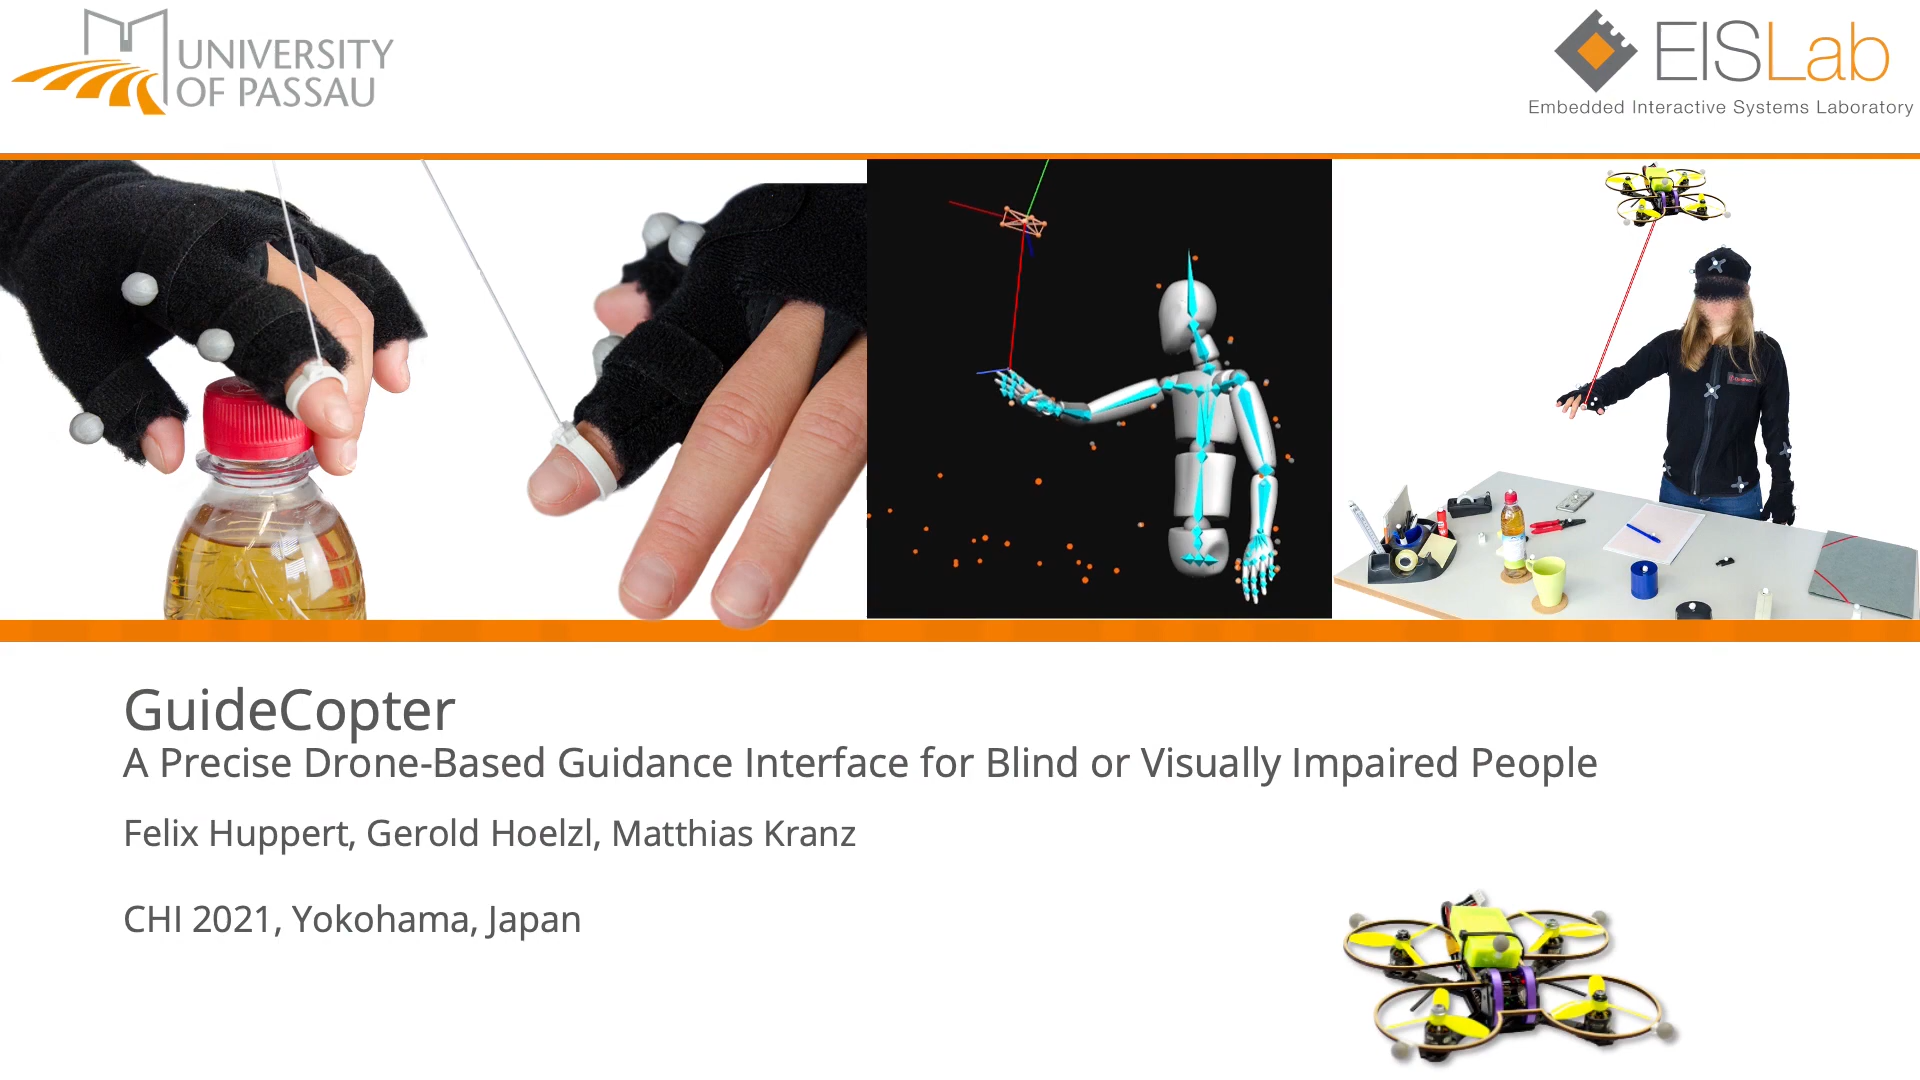 UNIVERSITY
OF PASSAU
EISLab
Embedded Interactive Systems Laboratory
GuideCopter
A Precise Drone-Based Guidance Interface for Blind or Visually Impaired People
Felix Huppert, Gerold Hoelzl, Matthias Kranz
CHI 2021, Yokohama, Japan